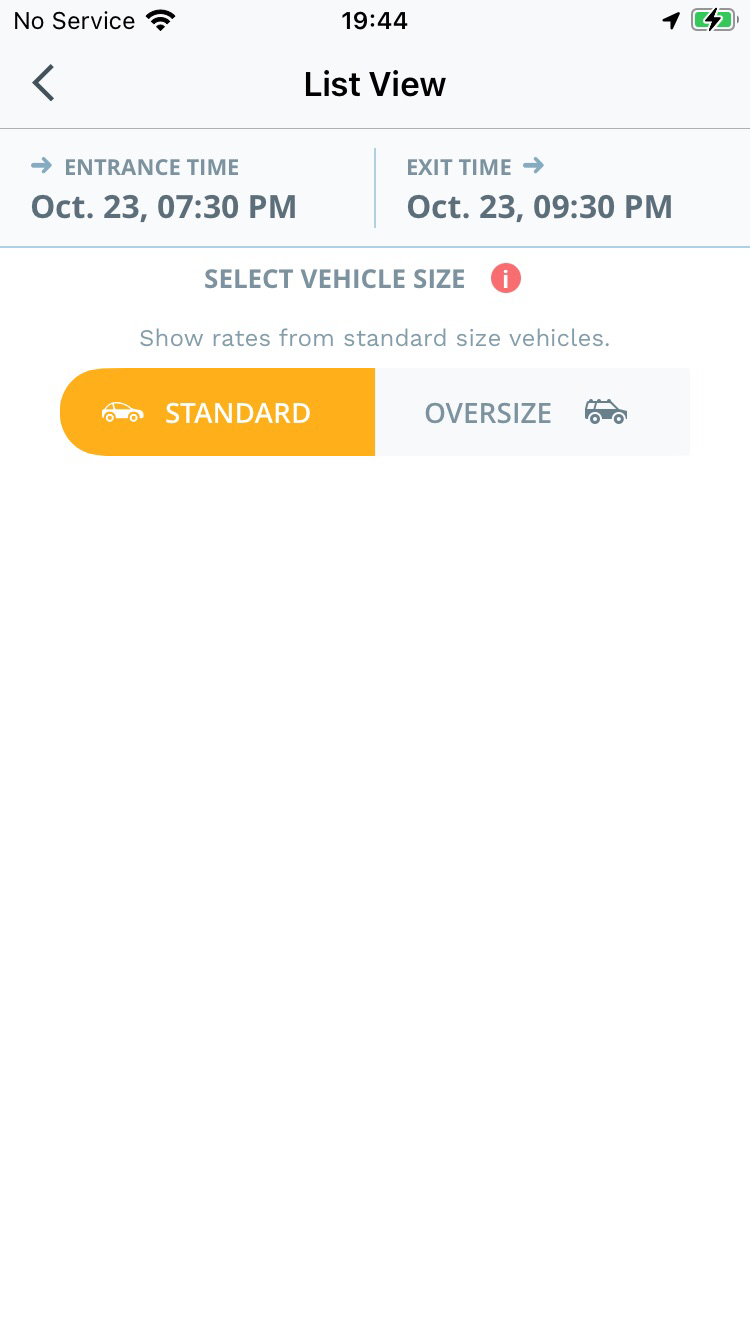 No Service
19:44
List View
ENTRANCE TIME
Oct. 23, 07:30 PM
EXIT TIME
Oct. 23, 09:30 PM
SELECT VEHICLE SIZE i
Show rates from standard size vehicles.
STANDARD
OVERSIZE